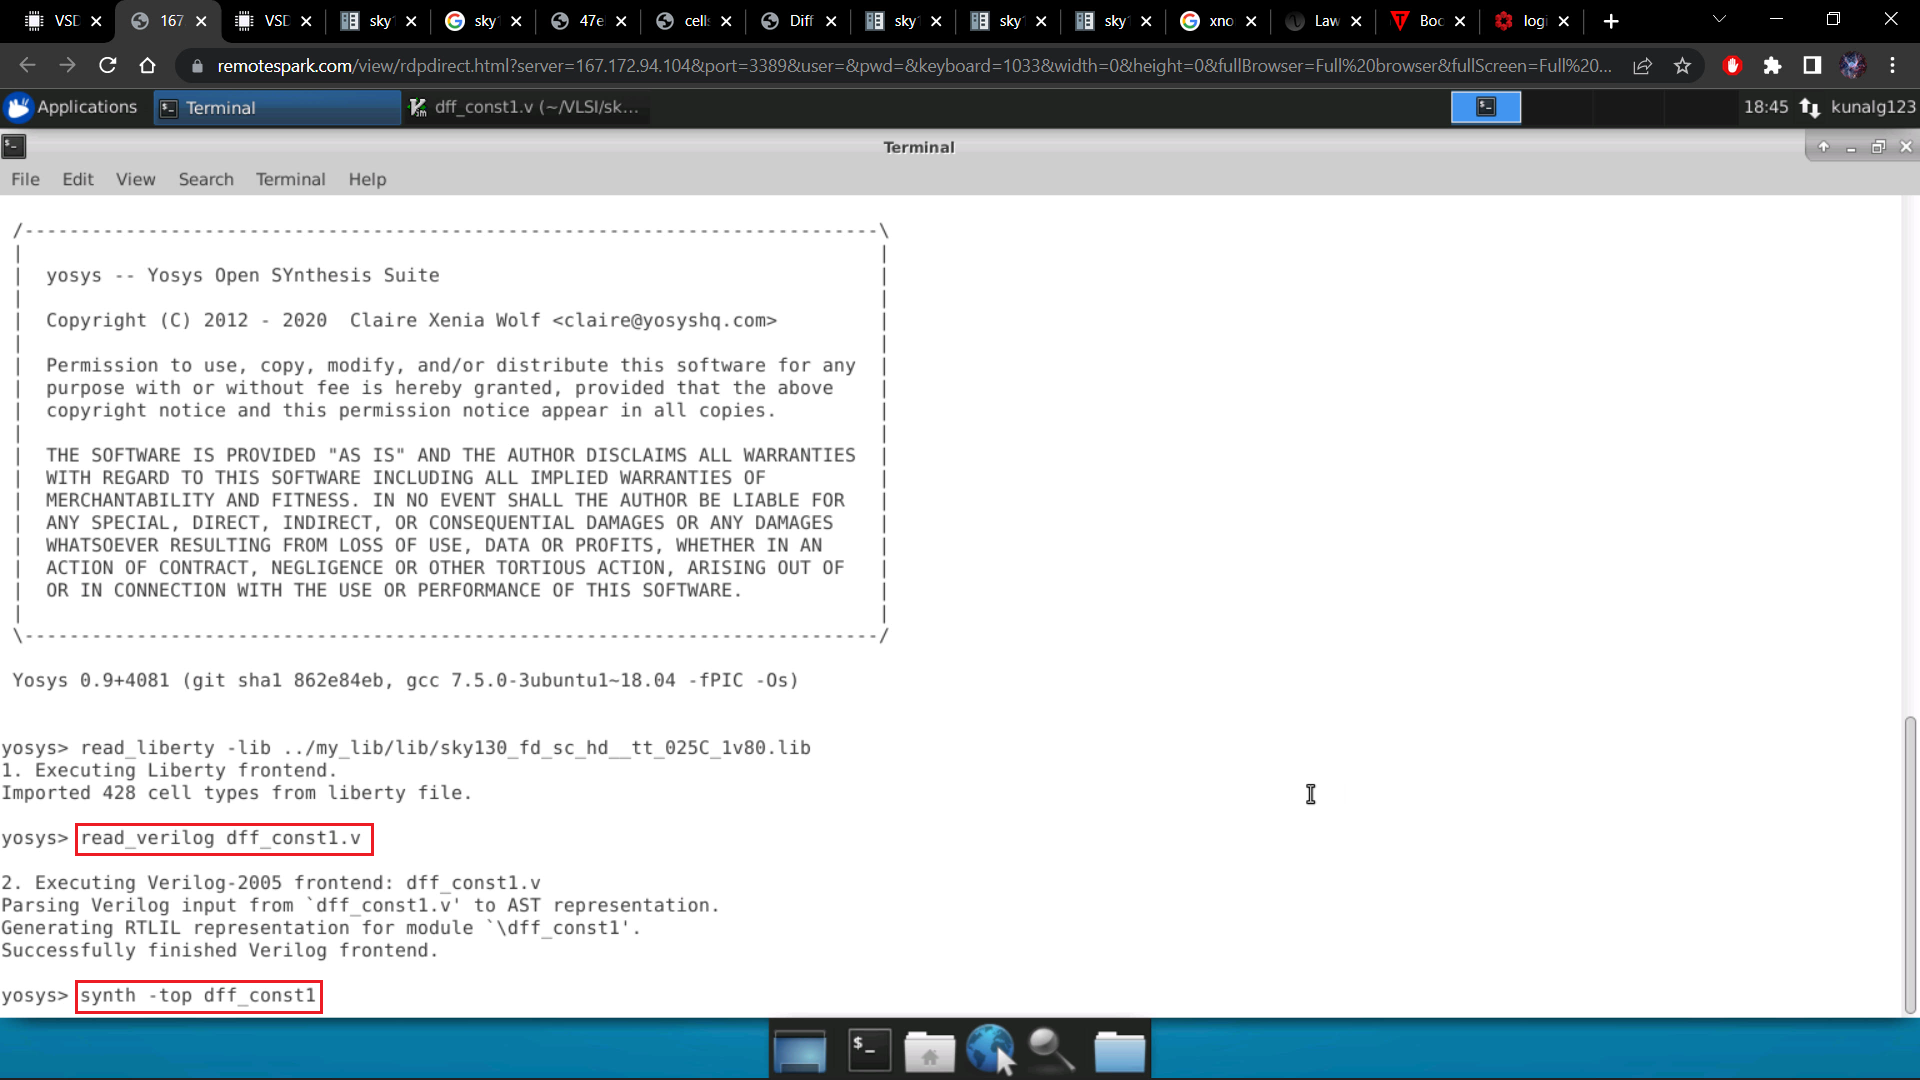 VSD
167
VSD
sky
sky
47e
cell
Diff
sky
sky
sky
xno
Law
Boc
logi
remotespark.com/view/rdpdirect.html?server=167.172.94.104&port=3389&user=&pwd=&keyboard=1033&width=0&height=0&fullBrowser=Full%20browser&fullScreen=Full%20...
Applications
Terminal
dff_const1.v (~/VLSI/sk...
18:45
kunalg123
Terminal
File Edit View Search Terminal Help
/----------------------------------------------------------------------------\
| |
| yosys -- Yosys Open SYnthesis Suite |
| |
| Copyright (C) 2012 - 2020 Claire Xenia Wolf <claire@yosyshq.com> |
| |
| Permission to use, copy, modify, and/or distribute this software for any |
| purpose with or without fee is hereby granted, provided that the above |
| copyright notice and this permission notice appear in all copies. |
| |
| THE SOFTWARE IS PROVIDED "AS IS" AND THE AUTHOR DISCLAIMS ALL WARRANTIES |
| WITH REGARD TO THIS SOFTWARE INCLUDING ALL IMPLIED WARRANTIES OF |
| MERCHANTABILITY AND FITNESS. IN NO EVENT SHALL THE AUTHOR BE LIABLE FOR |
| ANY SPECIAL, DIRECT, INDIRECT, OR CONSEQUENTIAL DAMAGES OR ANY DAMAGES |
| WHATSOEVER RESULTING FROM LOSS OF USE, DATA OR PROFITS, WHETHER IN AN |
| ACTION OF CONTRACT, NEGLIGENCE OR OTHER TORTIOUS ACTION, ARISING OUT OF |
| OR IN CONNECTION WITH THE USE OR PERFORMANCE OF THIS SOFTWARE. |
| |
\----------------------------------------------------------------------------/
Yosys 0.9+4081 (git sha1 862e84eb, gcc 7.5.0-3ubuntu1~18.04 -fPIC -Os)
yosys> read_liberty -lib ../my_lib/lib/sky130_fd_sc_hd__tt_025C_1v80.lib
1. Executing Liberty frontend.
Imported 428 cell types from liberty file.
yosys> read_verilog dff_const1.v
2. Executing Verilog-2005 frontend: dff_const1.v
Parsing Verilog input from `dff_const1.v' to AST representation.
Generating RTLIL representation for module `\dff_const1'.
Successfully finished Verilog frontend.
yosys> synth -top dff_const1